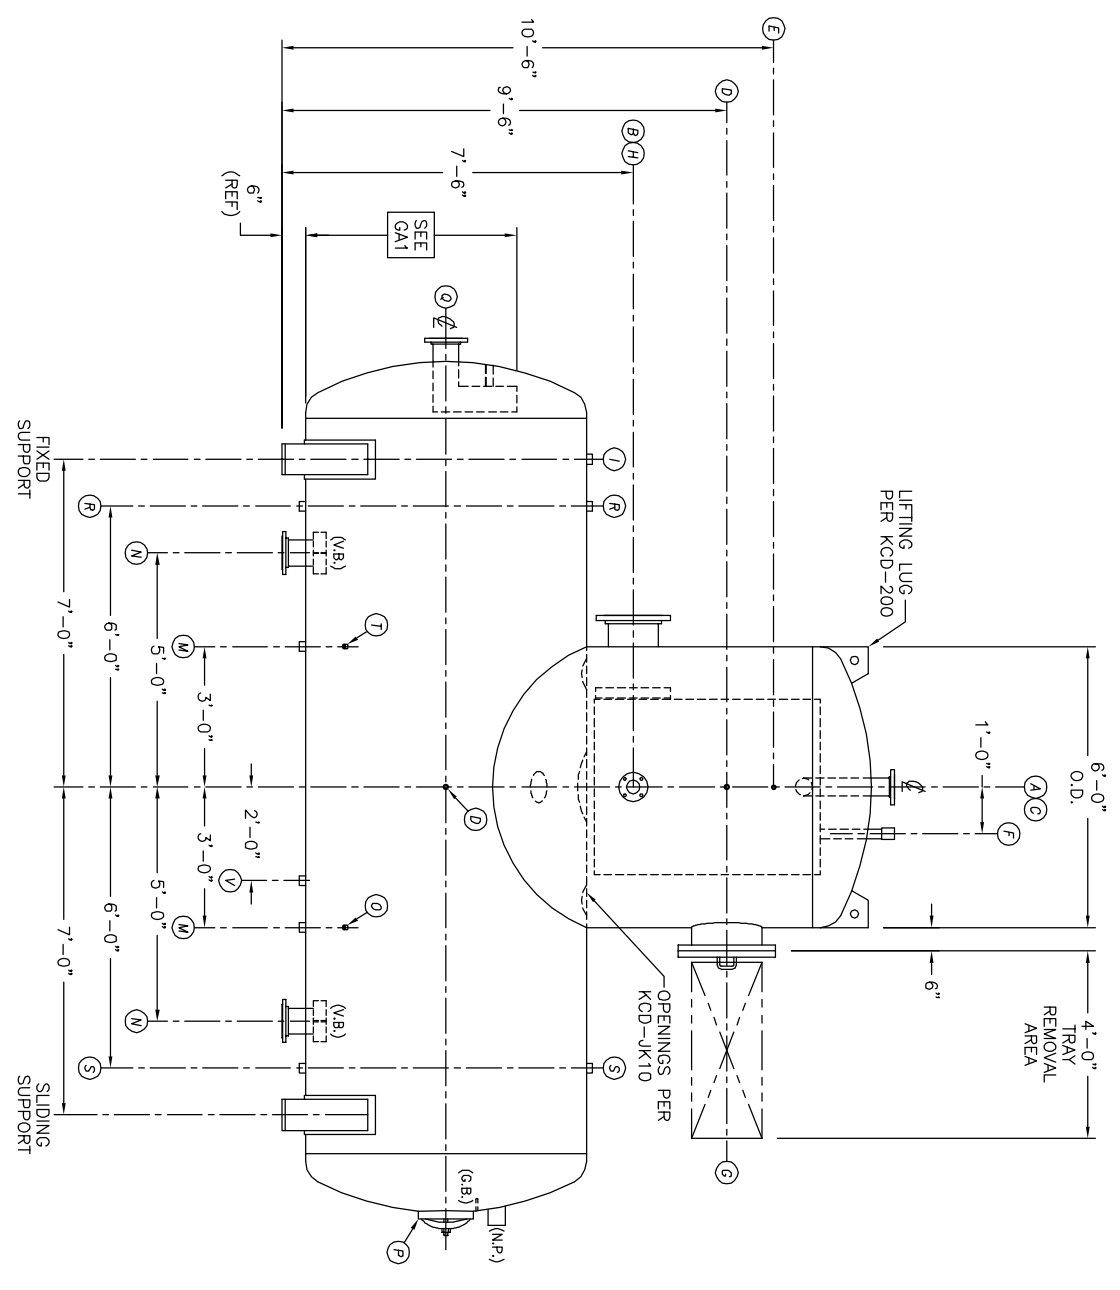 E
10'-6"
D
9'-6"
B
H
7'-6"
6"
(REF)
SEE
GA1
Q
FIXED
SUPPORT
I
R
R
N
(V.B.)
LIFTING LUG
PER KCD-200
T
M
7'-0"
6'-0"
5'-0"
3'-0"
1'-0"
6'-0"
O.D.
A
C
F
D
2'-0"
3'-0"
5'-0"
6'-0"
7'-0"
V
O
M
6"
OPENINGS PER
KCD-JK10
4'-0"
TRAY
REMOVAL
AREA
(V.B.)
N
S
S
SLIDING
SUPPORT
G
(G.B.)
(N.P.)
P